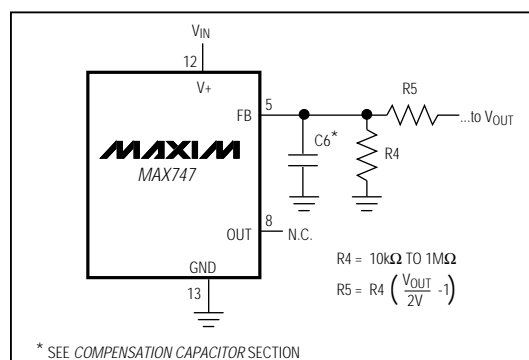 VIN
12
V+
FB
5
R5
...to VOUT
C6*
R4
MAXIM
MAX747
OUT
8
N.C.
R4 = 10kΩ TO 1MΩ
GND
R5 = R4 ( VOUT / 2V -1 )
13
* SEE COMPENSATION CAPACITOR SECTION